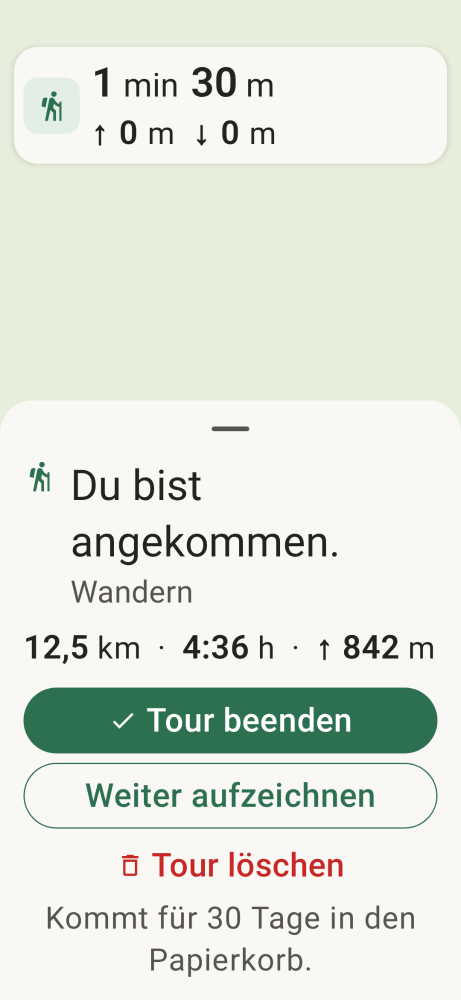 1 min 30 m
↑ 0 m ↓ 0 m
Du bist
angekommen.
Wandern
12,5 km · 4:36 h · ↑ 842 m
Tour beenden
Weiter aufzeichnen
Tour löschen
Kommt für 30 Tage in den
Papierkorb.